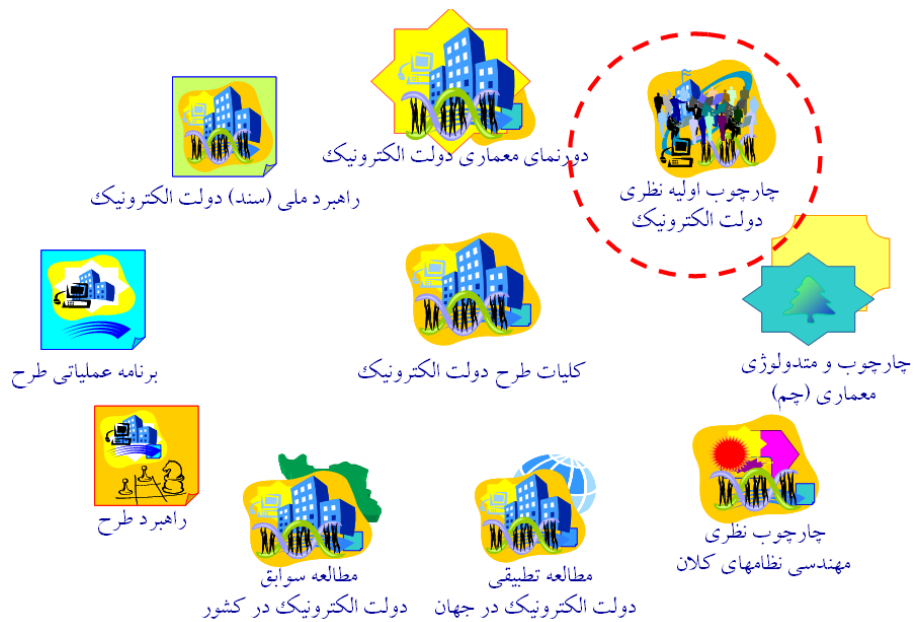 دورنمای معماری دولت الکترونیک
چارچوب اولیه نظری
دولت الکترونیک
راهبرد ملی (سند) دولت الکترونیک
چارچوب و متدولوژی
معماری (چم)
کلیات طرح دولت الکترونیک
برنامه عملیاتی طرح
چارچوب نظری
مهندسی نظامهای کلان
مطالعه تطبیقی
دولت الکترونیک در جهان
مطالعه سوابق
دولت الکترونیک در کشور
راهبرد طرح